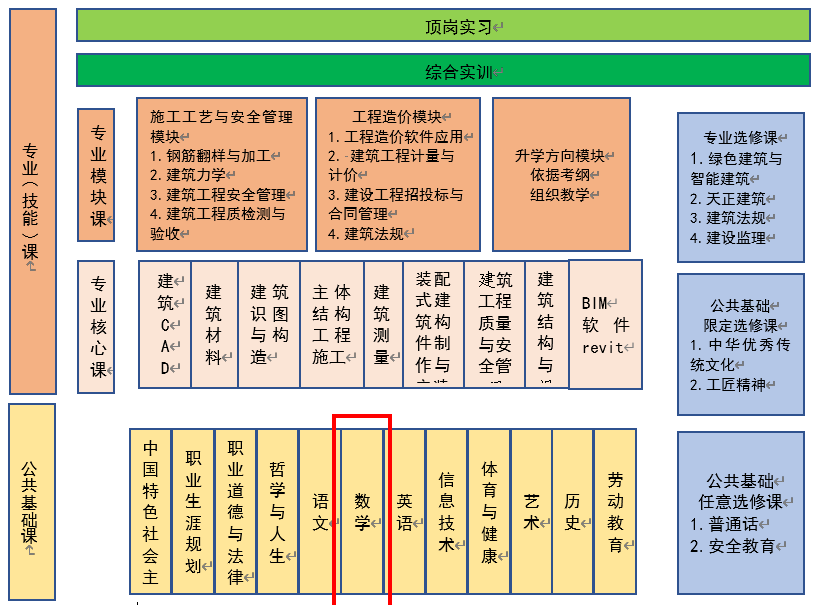 顶岗实习
综合实训
专业（技能）课
专业模块课
施工工艺与安全管理
模块
1. 钢筋翻样与加工
2. 建筑力学
3. 建筑工程安全管理
4. 建筑工程质检测与
验收
工程造价模块
1. 工程造价软件应用
2. 建筑工程计量与
计价
3. 建设工程招投标与
合同管理
4. 建筑法规
升学方向模块
依据考纲
组织教学
专业选修课
1. 绿色建筑与
智能建筑
2. 天正建筑
3. 建筑法规
4. 建设监理
专业核心课
建
筑
C
A
D
建
筑
材
料
建 筑
识 图
与 构
造
主 体
结 构
工 程
施工
建
筑
测
量
装 配
式 建
筑 构
件 制
作 与
建筑
工程
质量
与安
全管
建
筑
结
构
与
BIM
软 件
revit
公共基础
限定选修课
1. 中华优秀传
统文化
2. 工匠精神
公共基础课
中国特色社会主
职业生涯规划
职业道德与法律
哲学与人生
语文
数学
英语
信息技术
体育与健康
艺术
历史
劳动教育
公共基础
任意选修课
1. 普通话
2. 安全教育